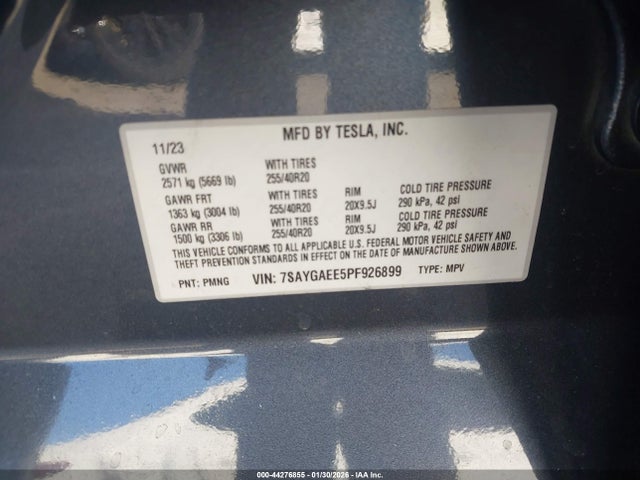 MFD BY TESLA, INC.
11/23
GVWR WITH TIRES
2571 kg (5669 lb) 255/40R20
GAWR FRT WITH TIRES RIM COLD TIRE PRESSURE
1363 kg (3004 lb) 255/40R20 20X9.5J 290 kPa, 42 psi
GAWR RR WITH TIRES RIM COLD TIRE PRESSURE
1500 kg (3306 lb) 255/40R20 20X9.5J 290 kPa, 42 psi
THIS VEHICLE CONFORMS TO ALL APPLICABLE U.S. FEDERAL MOTOR VEHICLE SAFETY AND
THEFT PREVENTION STANDARDS IN EFFECT ON THE DATE OF MANUFACTURE SHOWN ABOVE.
PNT: PMNG VIN: 7SAYGAEE5PF926899 TYPE: MPV
000-44276855 - 01/30/2026 - IAA Inc.